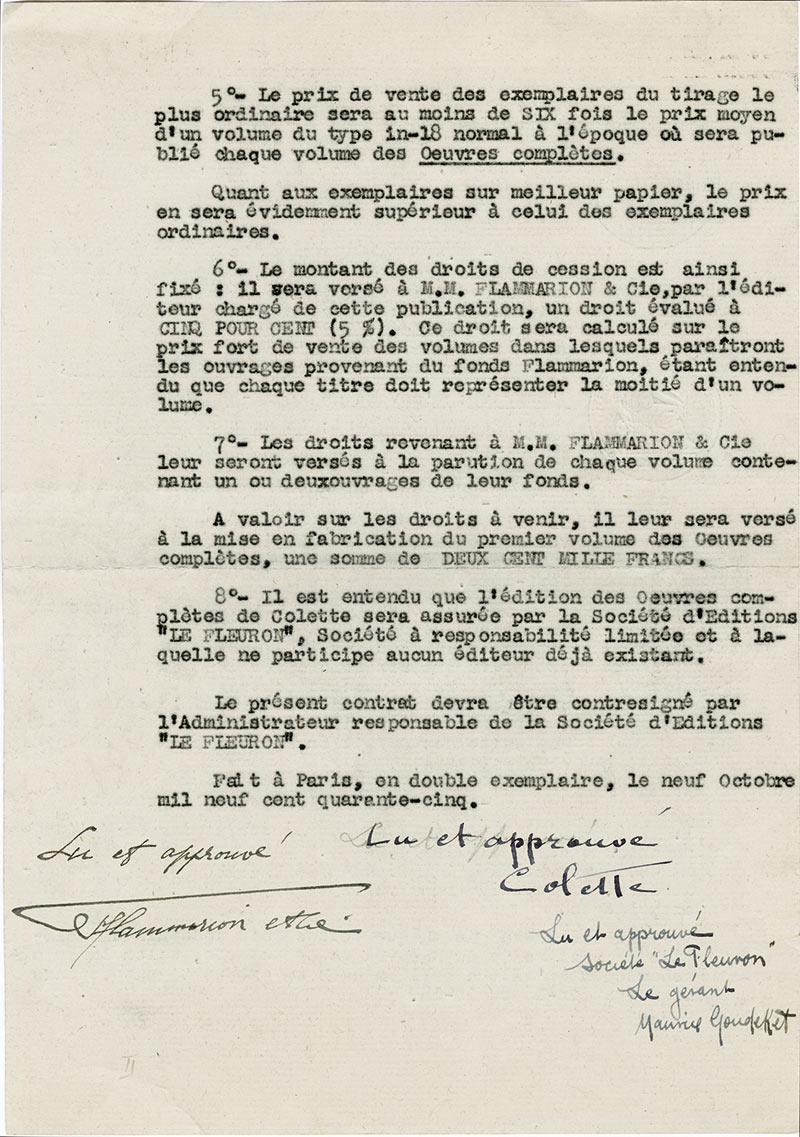 5°- Le prix de vente des exemplaires du tirage le
plus ordinaire sera au moins de SIX fois le prix moyen
d'un volume du type in-18 normal à l'époque où sera pu-
blié chaque volume des Oeuvres complètes.
Quant aux exemplaires sur meilleur papier, le prix
en sera évidemment supérieur à celui des exemplaires
ordinaires.
6°- Le montant des droits de cession est ainsi
fixé : il sera versé à M.M. FLAMMARION & Cie,par l'édi-
teur chargé de cette publication, un droit évalué à
CINQ POUR CENT (5 %). Ce droit sera calculé sur le
prix fort de vente des volumes dans lesquels paraîtront
les ouvrages provenant du fonds Flammarion, étant enten-
du que chaque titre doit représenter la moitié d'un vo-
lume.
7°- Les droits revenant à M.M. FLAMMARION & Cie
leur seront versés à la parution de chaque volume conte-
nant un ou deuxouvrages de leur fonds.
A valoir sur les droits à venir, il leur sera versé
à la mise en fabrication du premier volume des Oeuvres
complètes, une somme de DEUX CENT MILLE FRANCS.
8°- Il est entendu que l'édition des Oeuvres com-
plètes de Colette sera assurée par la Société d'Editions
"LE FLEURON", Société à responsabilité limitée et à la-
quelle ne participe aucun éditeur déjà existant.
Le présent contrat devra être contresigné par
l'Administrateur responsable de la Société d'Editions
"LE FLEURON".
Fait à Paris, en double exemplaire, le neuf Octobre
mil neuf cent quarante-cinq.
Lu et approuvé
Flammarion et Cie
Lu et approuvé
Colette
Lu et approuvé
Société "Le Fleuron"
Le gérant
Maurice Goudeket
II